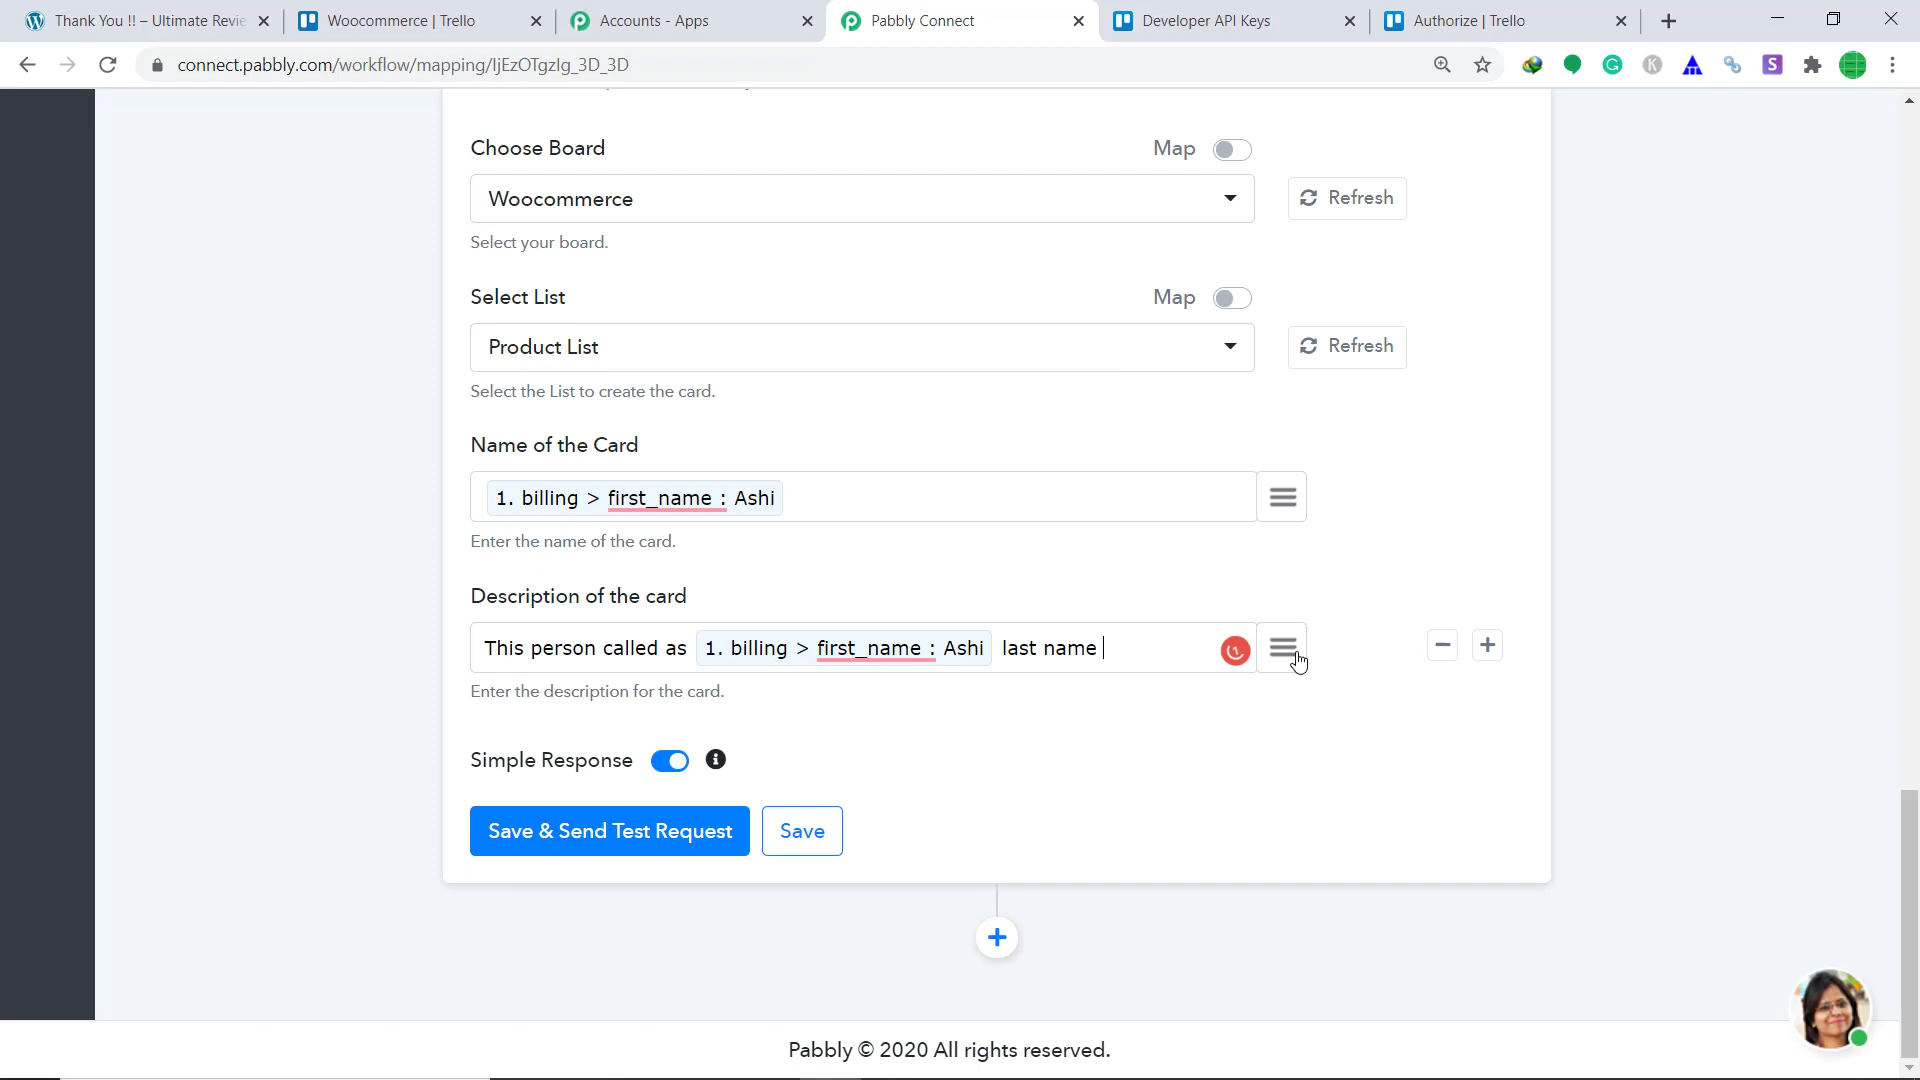 Thank You !! – Ultimate Revie
Woocommerce | Trello
Accounts - Apps
Pabbly Connect
Developer API Keys
Authorize | Trello
connect.pabbly.com/workflow/mapping/IjEzOTgzIg_3D_3D
Choose Board
Map
Woocommerce
Refresh
Select your board.
Select List
Map
Product List
Refresh
Select the List to create the card.
Name of the Card
1. billing > first_name : Ashi
Enter the name of the card.
Description of the card
This person called as 1. billing > first_name : Ashi last name
Enter the description for the card.
Simple Response
Save & Send Test Request
Save
Pabbly © 2020 All rights reserved.